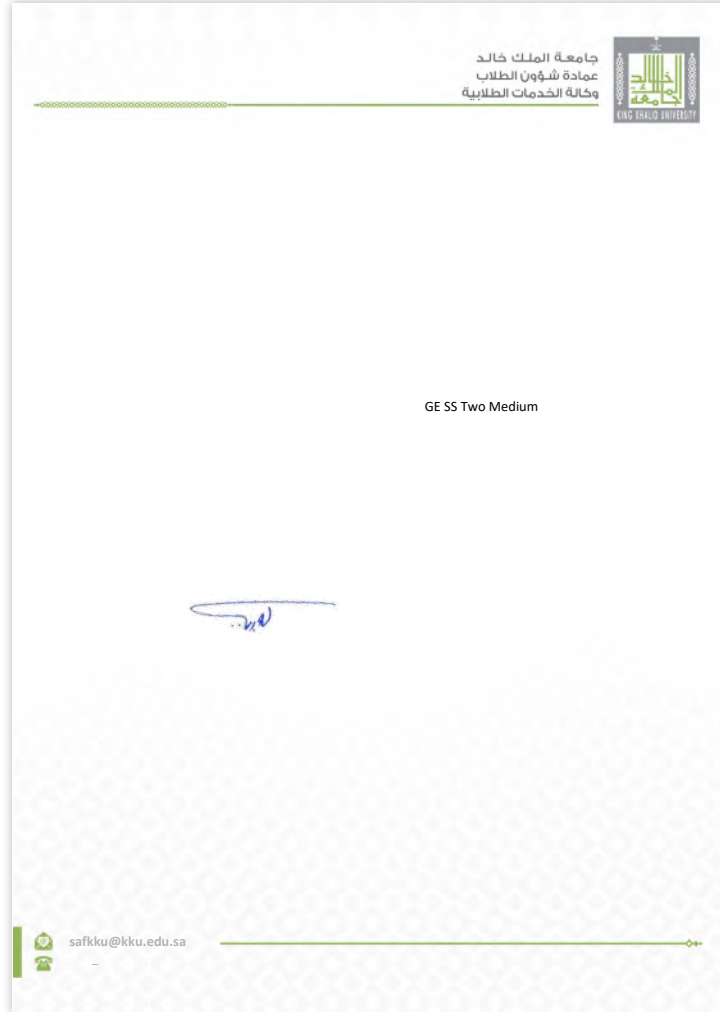 جامعة الملك خالد
عمادة شؤون الطلاب
وكالة الخدمات الطلابية
KING KHALID UNIVERSITY
GE SS Two Medium
safkku@kku.edu.sa
–